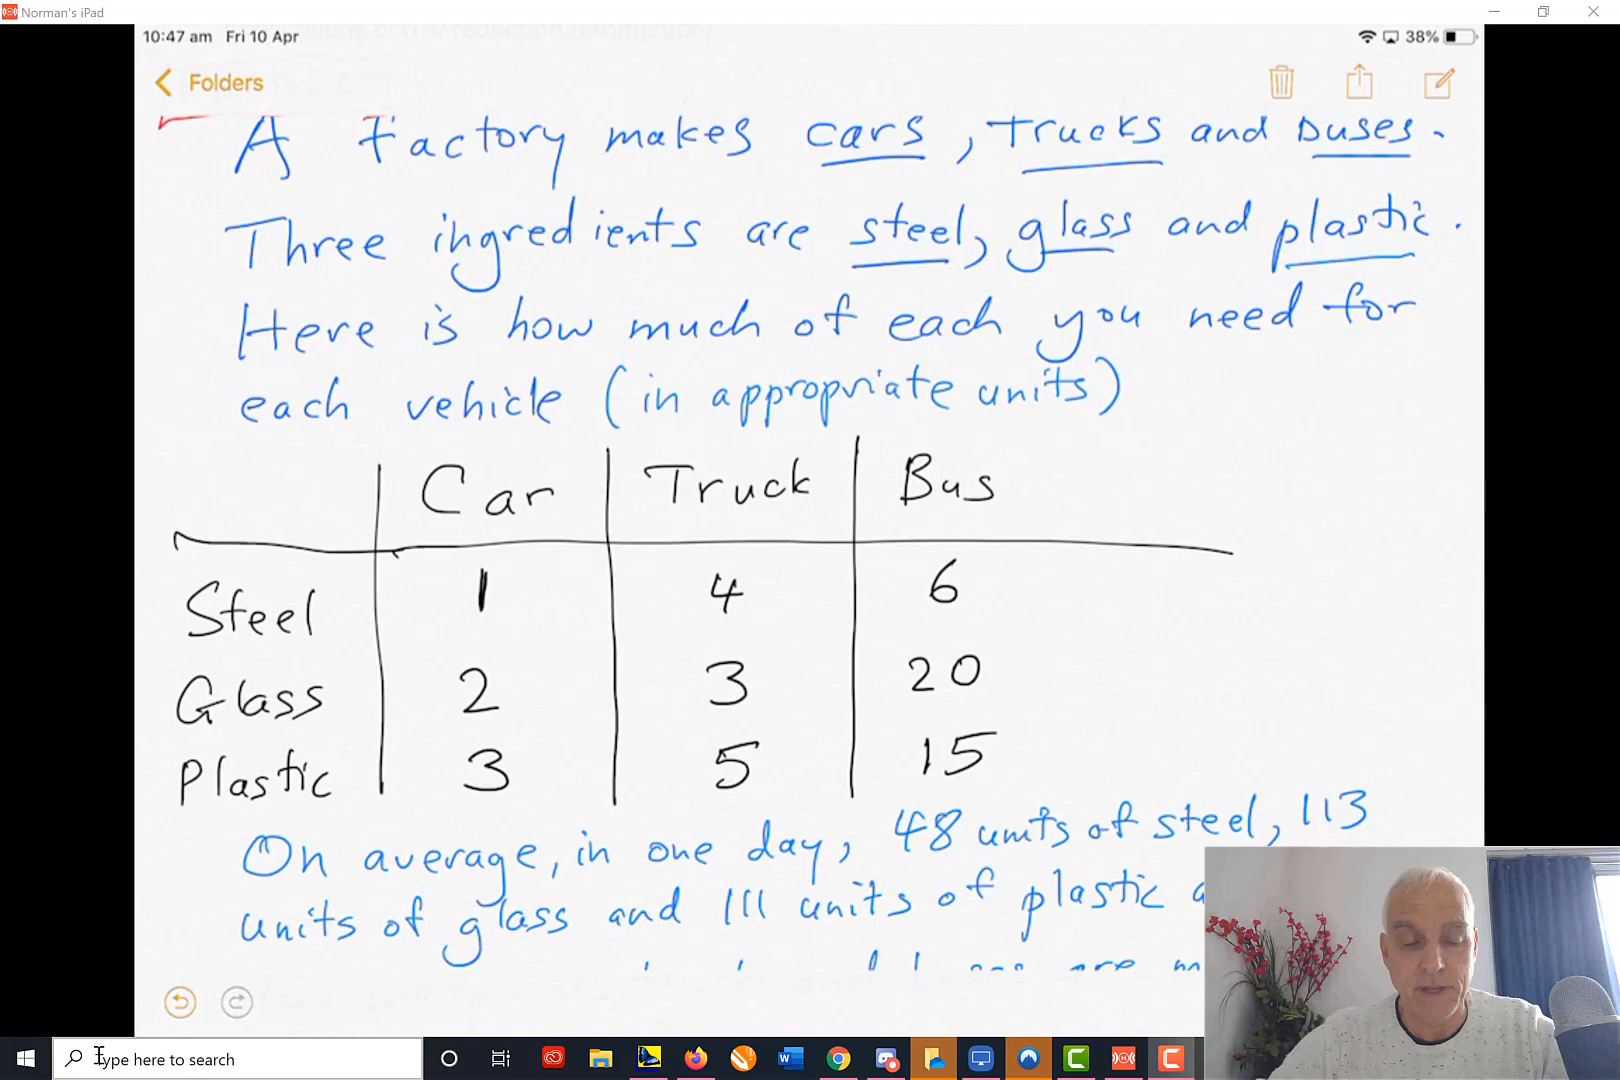 Norman's iPad
10:47 am Fri 10 Apr 38%
Folders
A Factory makes cars, Trucks and buses.
Three ingredients are steel, glass and plastic.
Here is how much of each you need for
each vehicle (in appropriate units)
Car Truck Bus
Steel 1 4 6
Glass 2 3 20
Plastic 3 5 15
On average, in one day, 48 units of steel, 113
units of glass and 111 units of plastic
Type here to search